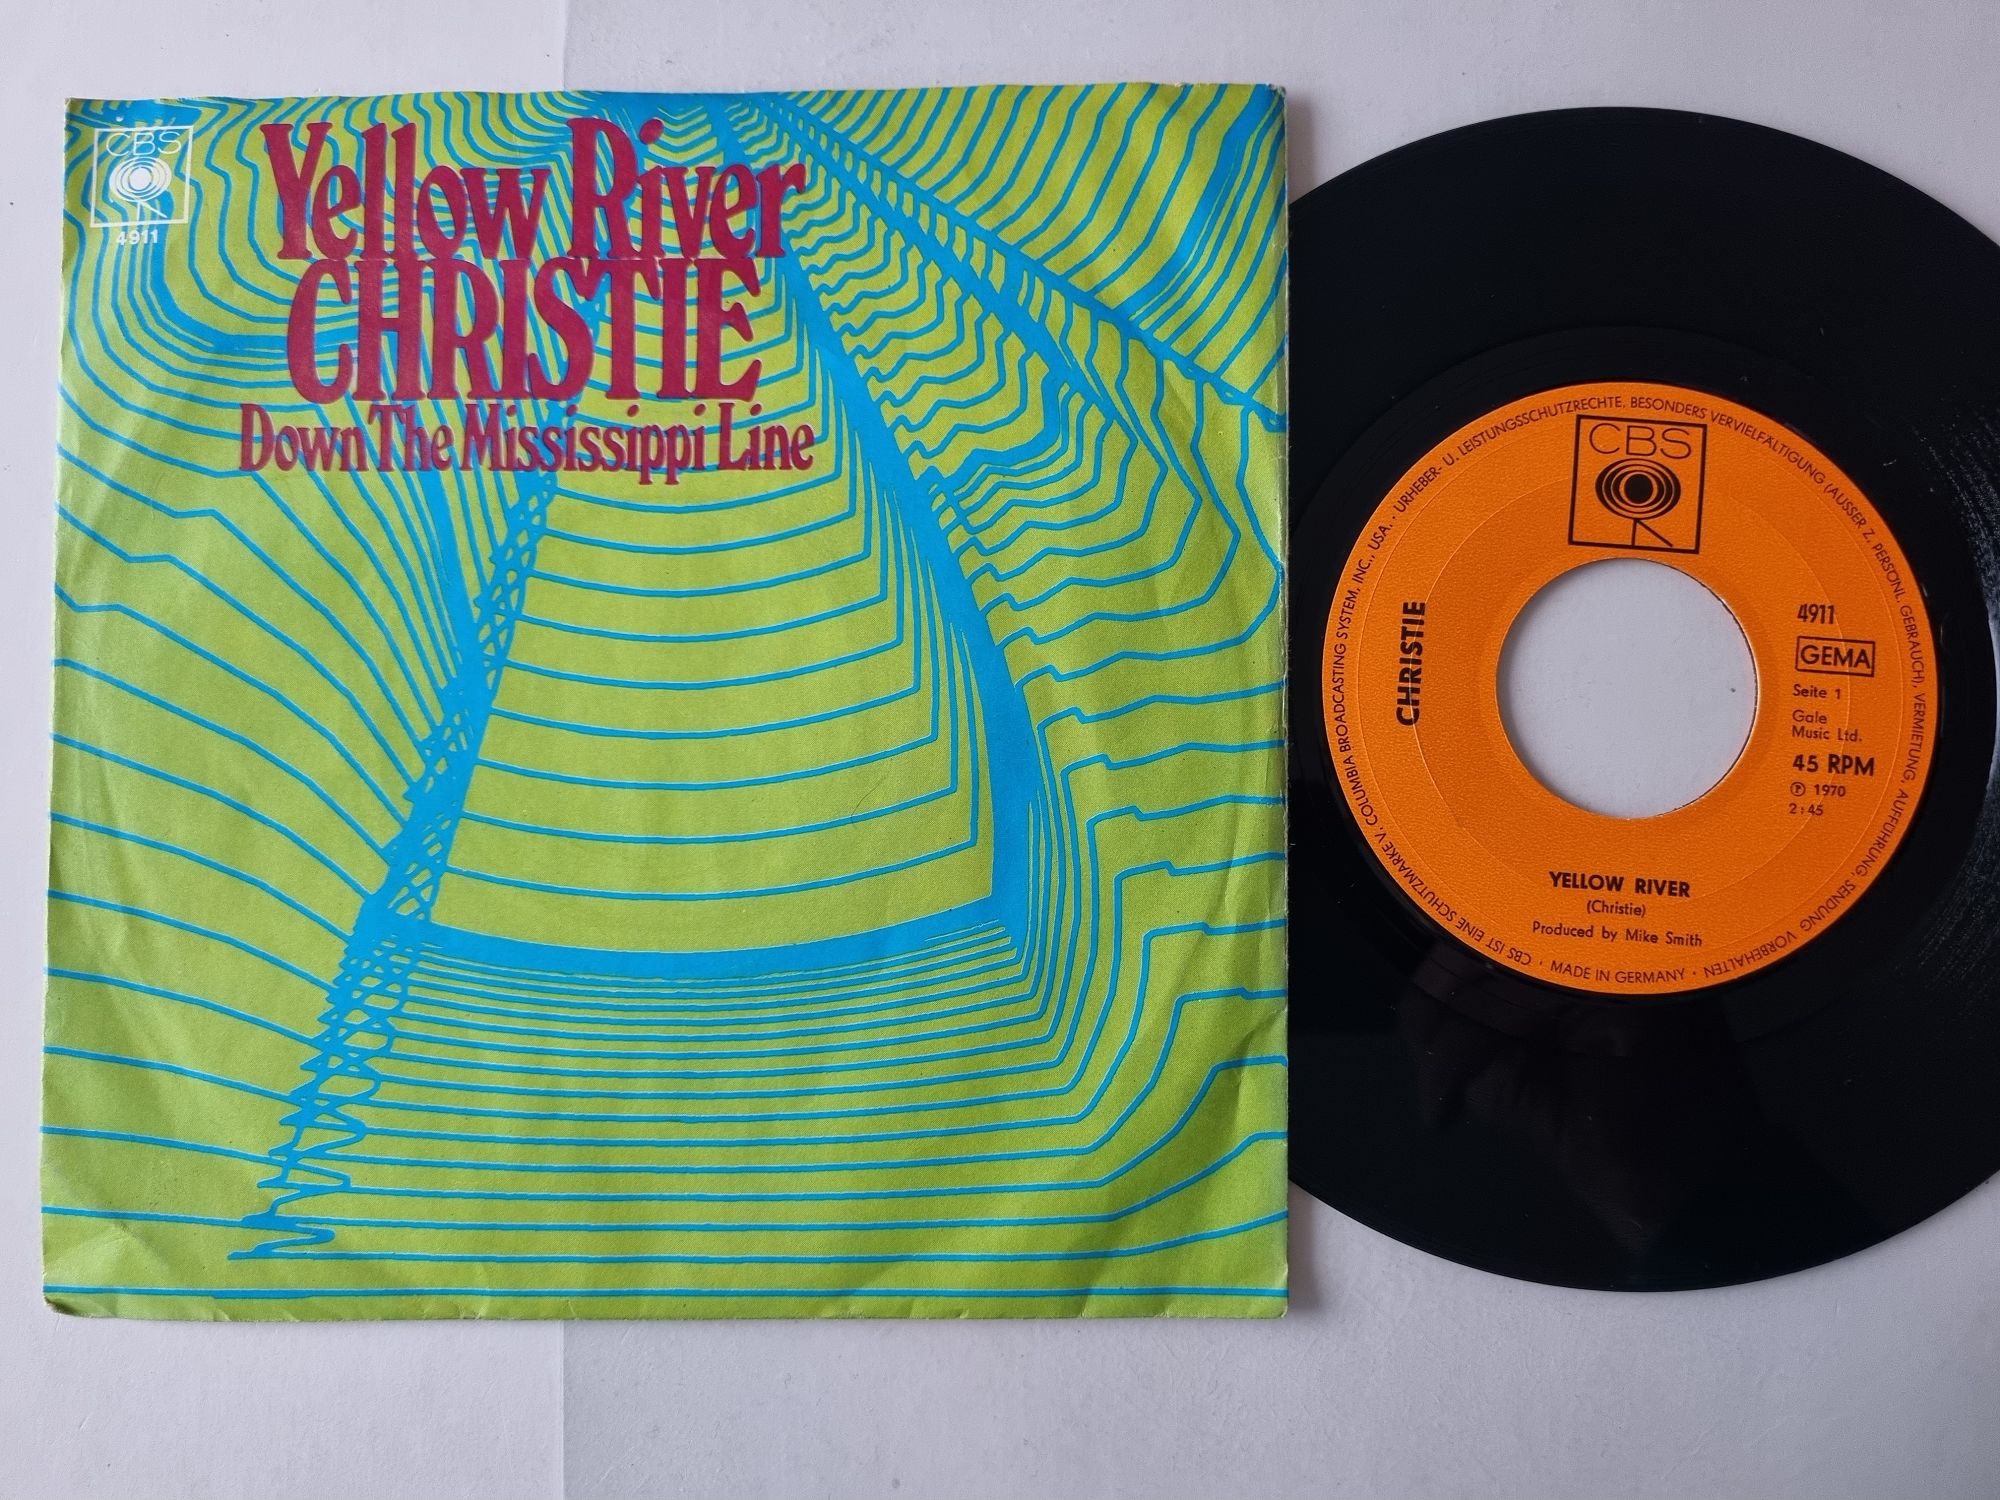 CBS
4911
Yellow River
CHRISTIE
Down The Mississippi Line
CBS
CHRISTIE
4911
GEMA
Seite 1
Gale
Music Ltd.
45 RPM
Ⓟ 1970
2:45
YELLOW RIVER
(Christie)
Produced by Mike Smith
CBS IST EINE SCHUTZMARKE V. COLUMBIA BROADCASTING SYSTEM, INC., USA. · URHEBER- U. LEISTUNGSSCHUTZRECHTE, BESONDERS VERVIELFÄLTIGUNG (AUSSER Z. PERSÖNL. GEBRAUCH), VERMIETUNG, AUFFÜHRUNG, SENDUNG VORBEHALTEN · MADE IN GERMANY ·